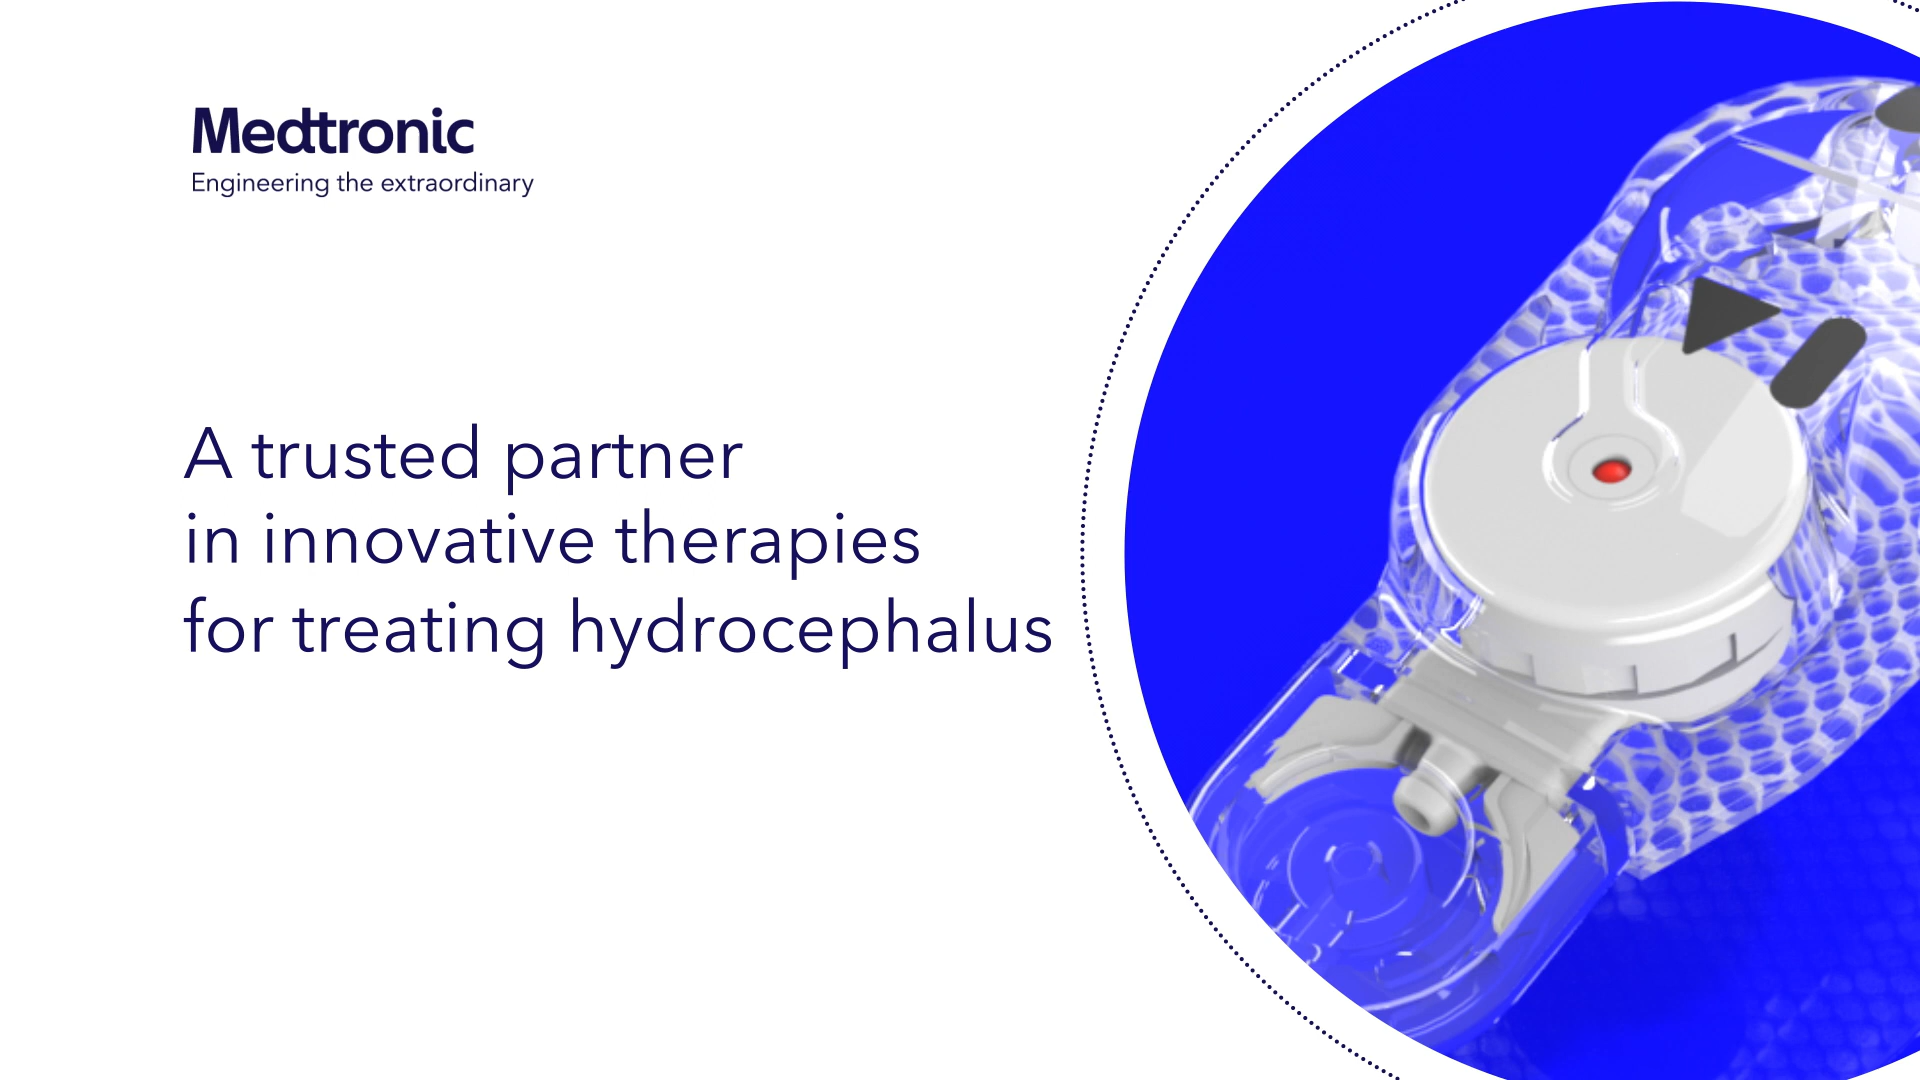 Medtronic
Engineering the extraordinary
A trusted partner
in innovative therapies
for treating hydrocephalus